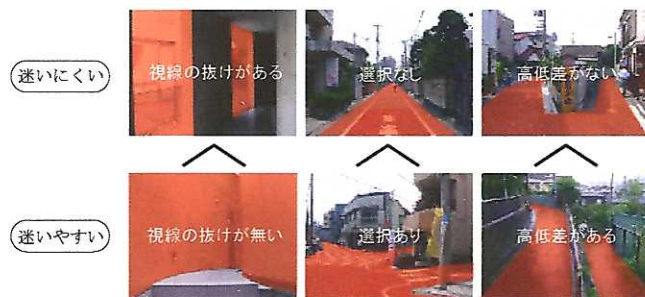 迷いにくい
視線の抜けがある
選択なし
高低差がない
迷いやすい
視線の抜けが無い
選択あり
高低差がある